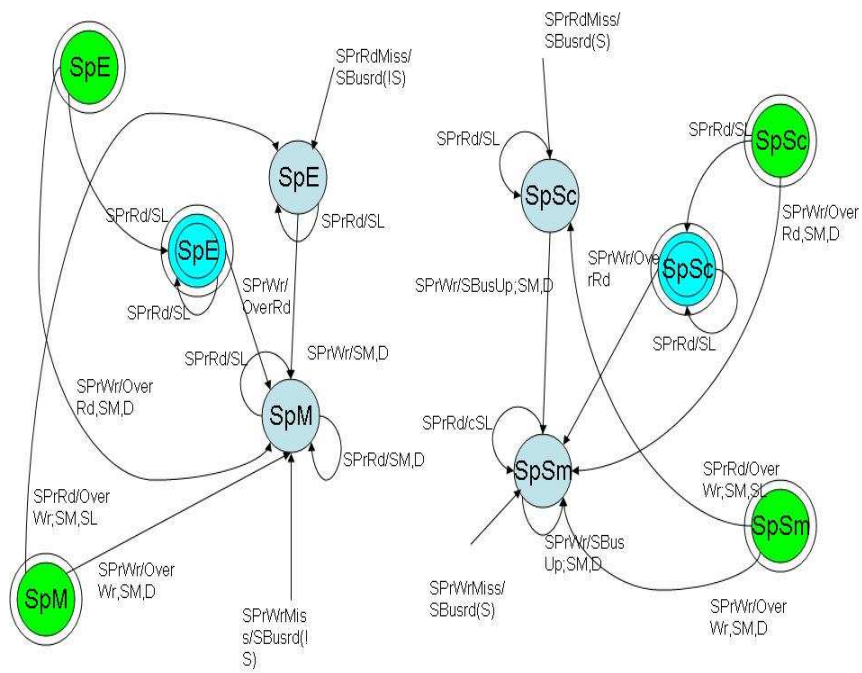 SpE
SPrRdMiss/
SBusrd(!S)
SpE
SPrRd/SL
SPrRd/SL
SpE
SPrRd/SL
SPrWr/
OverRd
SPrRd/SL
SPrWr/SM,D
SPrWr/Over
Rd,SM,D
SpM
SPrRd/SM,D
SPrRd/Over
Wr,SM,SL
SPrWr/Over
Wr,SM,D
SpM
SPrWrMis
s/SBusrd(!
S)
SPrRdMiss/
SBusrd(S)
SPrRd/SL
SpSc
SPrRd/SL
SpSc
SPrWr/Over
Rd,SM,D
SPrWr/Ove
rRd
SpSc
SPrWr/SBusUp;SM,D
SPrRd/SL
SPrRd/cSL
SpSm
SPrWr/SBus
Up;SM,D
SPrWrMiss/
SBusrd(S)
SPrRd/Over
Wr,SM,SL
SpSm
SPrWr/Over
Wr,SM,D